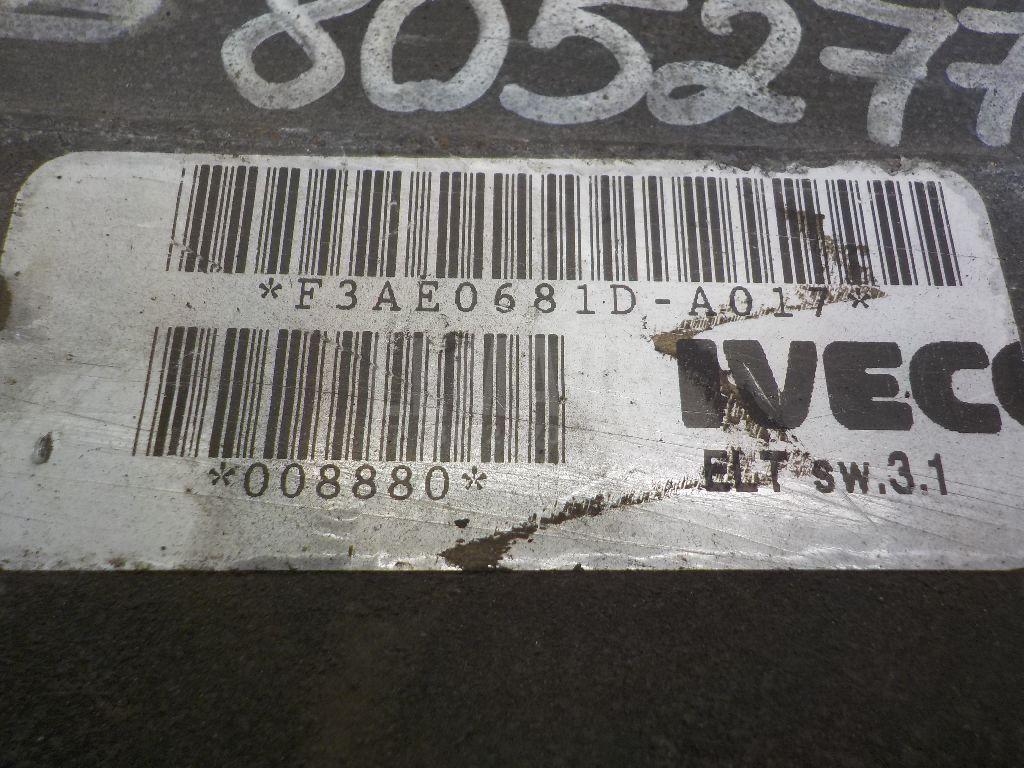 805277
*F3AE0681D-A017*
IVECO
*008880*
ELT sw.3.1